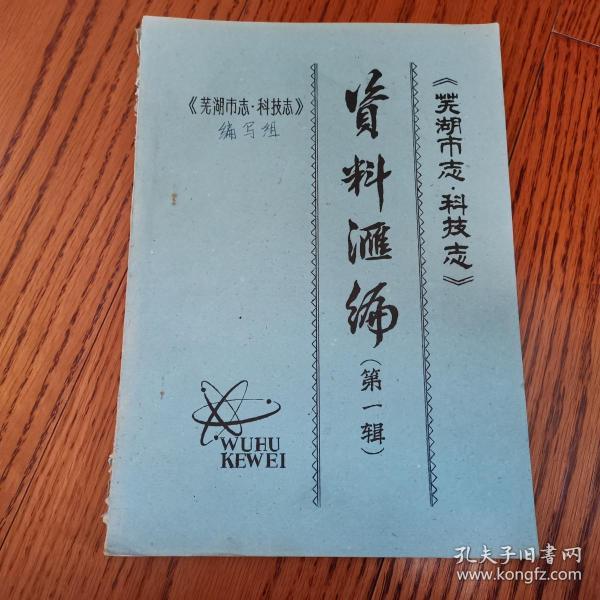 《芜湖市志·科技志》
资料滙编
(第一辑)
《芜湖市志·科技志》
编写组
WUHU
KEWEI
孔夫子旧书网
www.kongfz.com